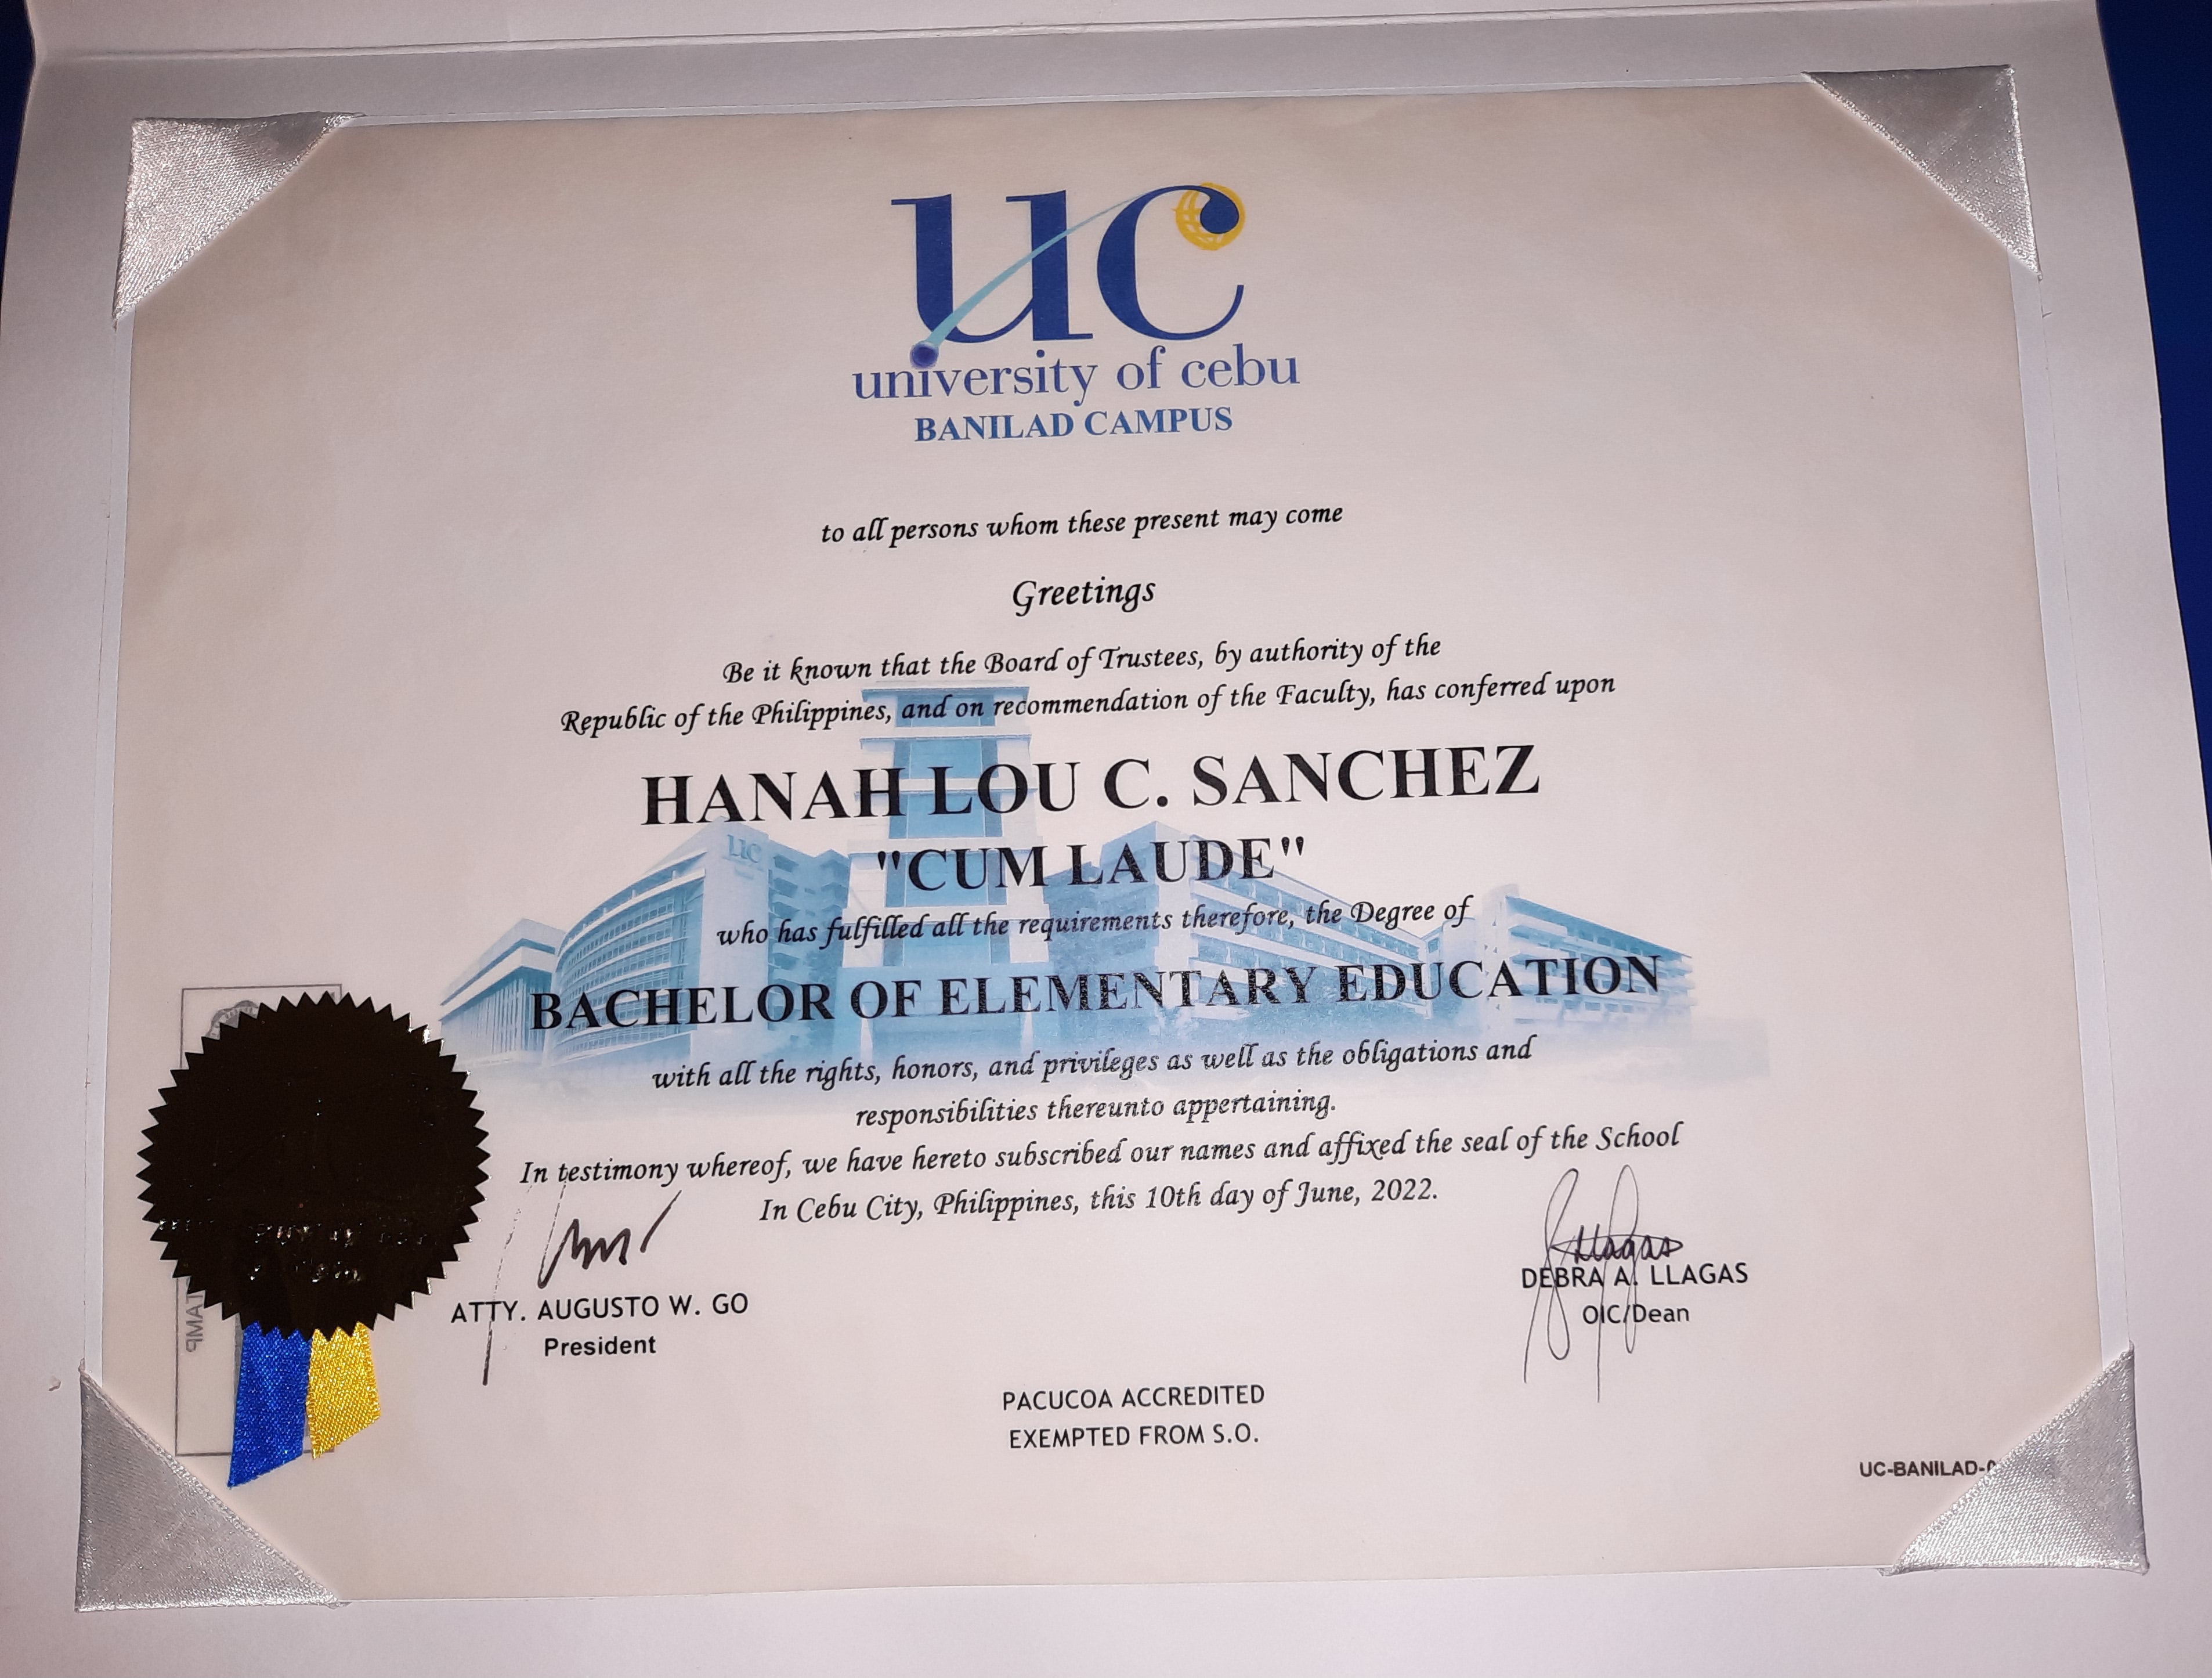 uc
university of cebu
BANILAD CAMPUS
to all persons whom these present may come
Greetings
Be it known that the Board of Trustees, by authority of the
Republic of the Philippines, and on recommendation of the Faculty, has conferred upon
HANAH LOU C. SANCHEZ
"CUM LAUDE"
UC
who has fulfilled all the requirements therefore, the Degree of
BACHELOR OF ELEMENTARY EDUCATION
with all the rights, honors, and privileges as well as the obligations and
responsibilities thereunto appertaining.
In testimony whereof, we have hereto subscribed our names and affixed the seal of the School
In Cebu City, Philippines, this 10th day of June, 2022.
ATTY. AUGUSTO W. GO
President
DEBRA A. LLAGAS
OIC/Dean
PACUCOA ACCREDITED
EXEMPTED FROM S.O.
UC-BANILAD-